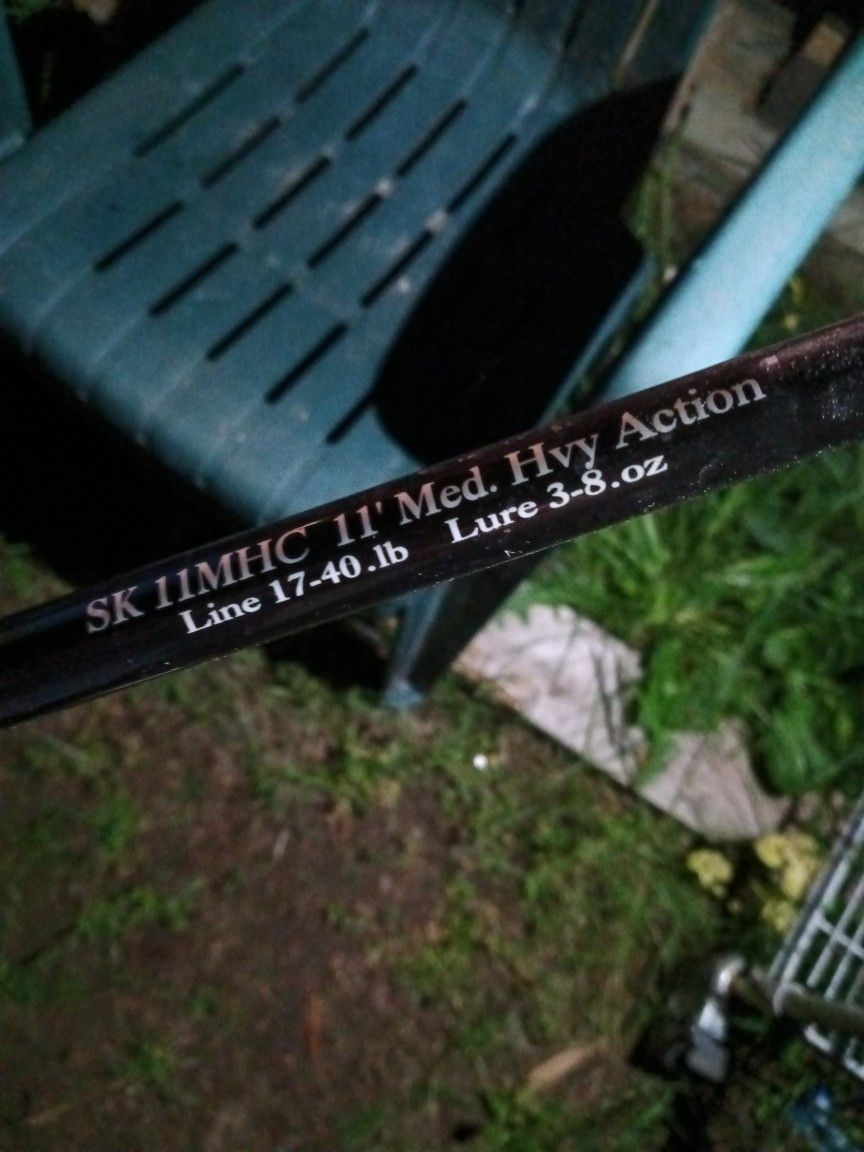 SK 11MHC 11' Med. Hvy Action
Line 17-40.lb Lure 3-8.oz